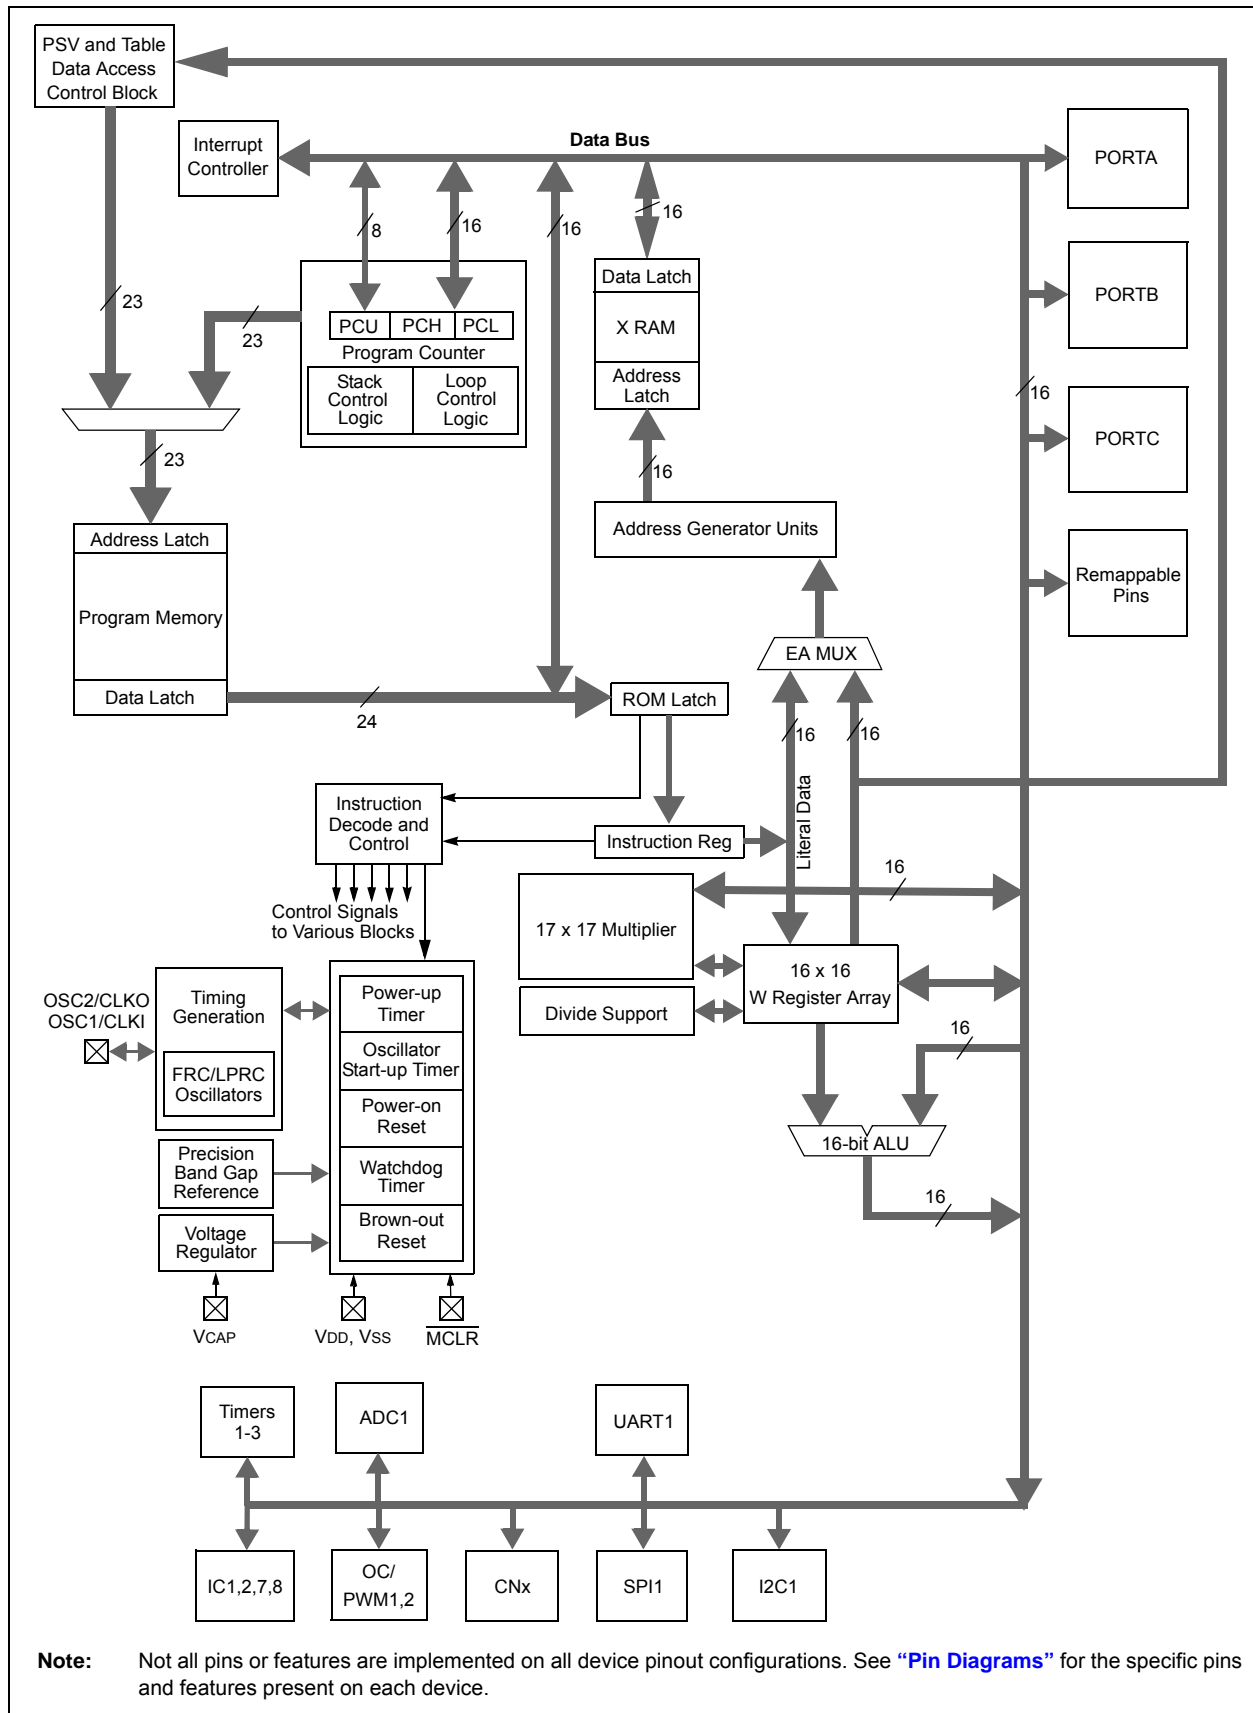 PSV and Table
Data Access
Control Block
Interrupt
Controller
Data Bus
PORTA
8
16
16
16
PORTB
23
23
PCU
PCH
PCL
Program Counter
Stack
Control
Logic
Loop
Control
Logic
Data Latch
X RAM
Address
Latch
16
PORTC
23
16
Address Generator Units
Address Latch
Program Memory
Data Latch
Remappable
Pins
EA MUX
24
ROM Latch
16
16
Literal Data
Instruction
Decode and
Control
Instruction Reg
Control Signals
to Various Blocks
16
17 x 17 Multiplier
16 x 16
W Register Array
Divide Support
OSC2/CLKO
OSC1/CLKI
Timing
Generation
FRC/LPRC
Oscillators
Power-up
Timer
Oscillator
Start-up Timer
Power-on
Reset
Watchdog
Timer
Brown-out
Reset
Precision
Band Gap
Reference
Voltage
Regulator
16
16-bit ALU
16
VCAP
VDD, VSS
MCLR
Timers
1-3
ADC1
UART1
IC1,2,7,8
OC/
PWM1,2
CNx
SPI1
I2C1
Note: Not all pins or features are implemented on all device pinout configurations. See “Pin Diagrams” for the specific pins
and features present on each device.